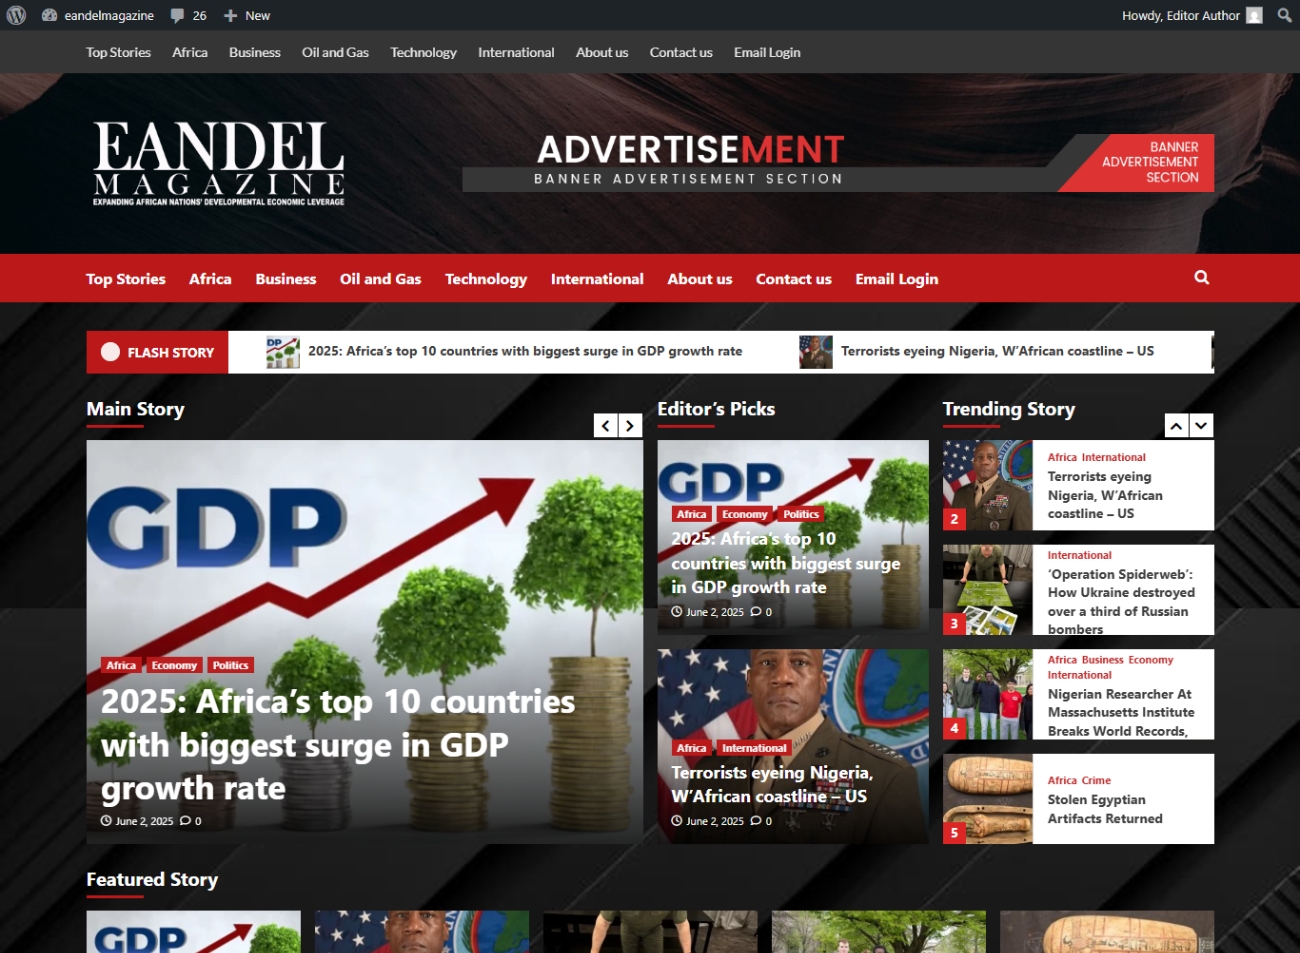 eandelmagazine
26
New
Howdy, Editor Author
Top Stories Africa Business Oil and Gas Technology International About us Contact us Email Login
EANDEL
MAGAZINE
EXPANDING AFRICAN NATIONS' DEVELOPMENTAL ECONOMIC LEVERAGE
ADVERTISEMENT
BANNER ADVERTISEMENT SECTION
BANNER
ADVERTISEMENT
SECTION
Top Stories Africa Business Oil and Gas Technology International About us Contact us Email Login
FLASH STORY
DP
2025: Africa’s top 10 countries with biggest surge in GDP growth rate
Terrorists eyeing Nigeria, W’African coastline – US
Main Story
GDP
Africa Economy Politics
2025: Africa’s top 10 countries
with biggest surge in GDP
growth rate
June 2, 2025 0
Editor’s Picks
GDP
Africa Economy Politics
2025: Africa’s top 10
countries with biggest surge
in GDP growth rate
June 2, 2025 0
Africa International
Terrorists eyeing Nigeria,
W’African coastline – US
June 2, 2025 0
Trending Story
2
Africa International
Terrorists eyeing
Nigeria, W’African
coastline – US
3
International
‘Operation Spiderweb’:
How Ukraine destroyed
over a third of Russian
bombers
4
Africa Business Economy
International
Nigerian Researcher At
Massachusetts Institute
Breaks World Records,
5
Africa Crime
Stolen Egyptian
Artifacts Returned
Featured Story
GDP